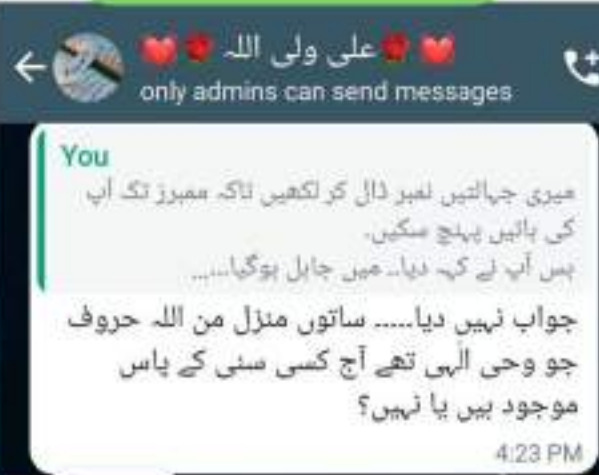 ❤️🌹علی ولی اللہ🌹❤️
only admins can send messages
You
میری جہالتیں نمبر ڈال کر لکھیں تاکہ ممبرز تک آپ
کی باتیں پہنچ سکیں۔
بس آپ نے کہہ دیا۔ میں جاہل ہوگیا.....
جواب نہیں دیا..... ساتوں منزل من اللہ حروف
جو وحی الٰہی تھے آج کسی سنی کے پاس
موجود ہیں یا نہیں؟
4:23 PM